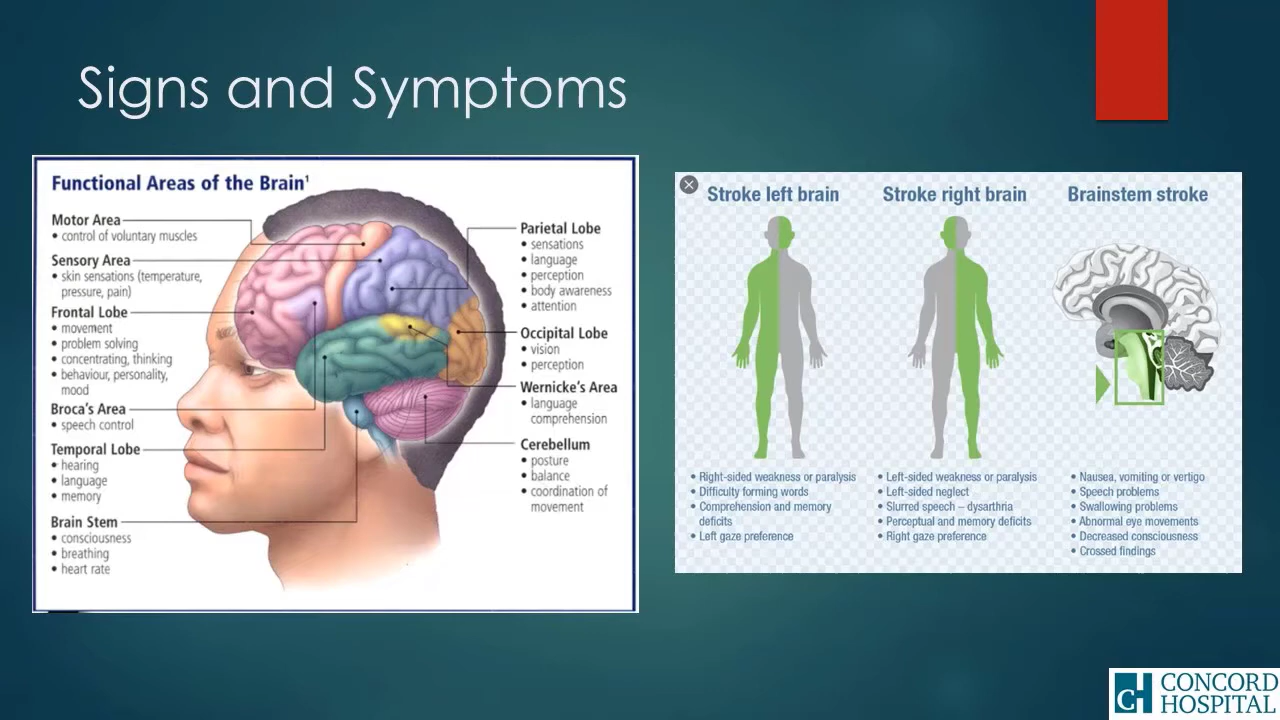 Signs and Symptoms
Functional Areas of the Brain¹
Motor Area
• control of voluntary muscles
Sensory Area
• skin sensations (temperature,
pressure, pain)
Frontal Lobe
• movement
• problem solving
• concentrating, thinking
• behaviour, personality,
mood
Broca's Area
• speech control
Temporal Lobe
• hearing
• language
• memory
Brain Stem
• consciousness
• breathing
• heart rate
Parietal Lobe
• sensations
• language
• perception
• body awareness
• attention
Occipital Lobe
• vision
• perception
Wernicke's Area
• language
comprehension
Cerebellum
• posture
• balance
• coordination of
movement
Stroke left brain
• Right-sided weakness or paralysis
• Difficulty forming words
• Comprehension and memory
deficits
• Left gaze preference
Stroke right brain
• Left-sided weakness or paralysis
• Left-sided neglect
• Slurred speech – dysarthria
• Perceptual and memory deficits
• Right gaze preference
Brainstem stroke
• Nausea, vomiting or vertigo
• Speech problems
• Swallowing problems
• Abnormal eye movements
• Decreased consciousness
• Crossed findings
CH CONCORD
HOSPITAL